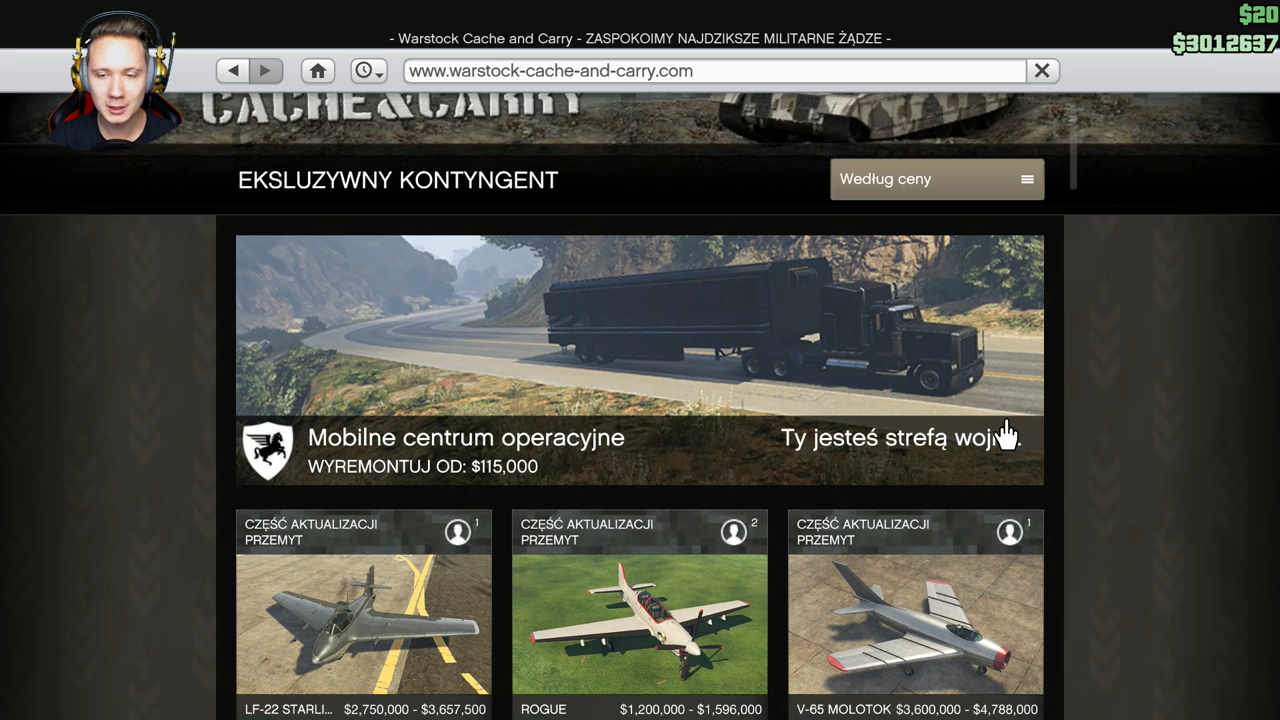 $20
- Warstock Cache and Carry - ZASPOKOIMY NAJDZIKSZE MILITARNE ŻĄDZE -
$3012637
www.warstock-cache-and-carry.com
CACHE&CARRY
EKSLUZYWNY KONTYNGENT
Według ceny
Mobilne centrum operacyjne
Ty jesteś strefą
WYREMONTUJ OD: $115,000
CZĘŚĆ AKTUALIZACJI PRZEMYT
1
CZĘŚĆ AKTUALIZACJI PRZEMYT
2
CZĘŚĆ AKTUALIZACJI PRZEMYT
1
LF-22 STARLI... $2,750,000 - $3,657,500
ROGUE $1,200,000 - $1,596,000
V-65 MOLOTOK $3,600,000 - $4,788,000